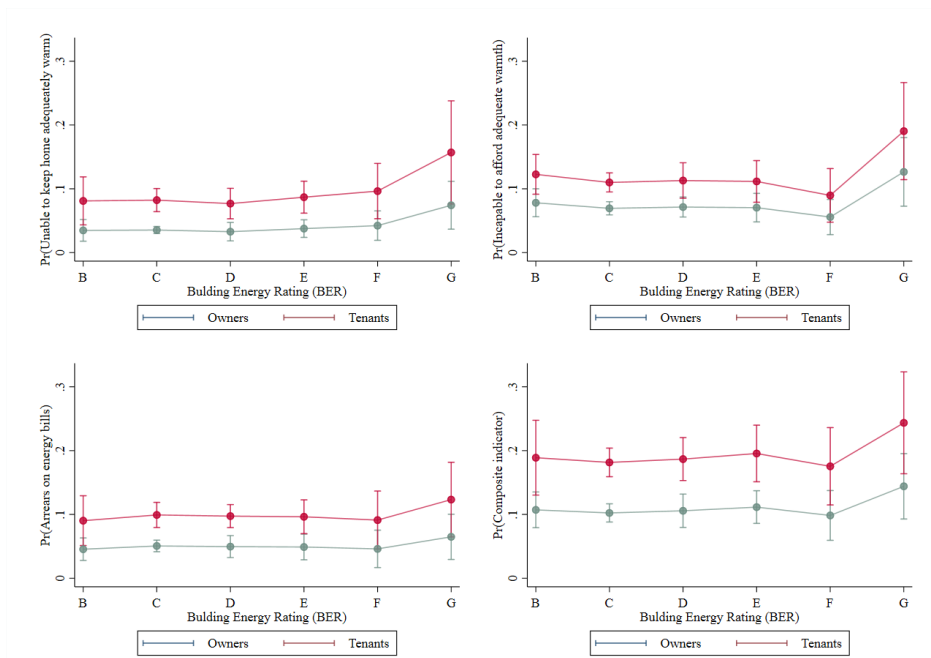 Pr(Unable to keep home adequeately warm)
0 .1 .2 .3
B C D E F G
Bulding Energy Rating (BER)
Owners Tenants
Pr(Incapable to afford adequeate warmth)
0 .1 .2 .3
B C D E F G
Bulding Energy Rating (BER)
Owners Tenants
Pr(Arrears on energy bills)
0 .1 .2 .3
B C D E F G
Bulding Energy Rating (BER)
Owners Tenants
Pr(Composite indicator)
0 .1 .2 .3
B C D E F G
Bulding Energy Rating (BER)
Owners Tenants